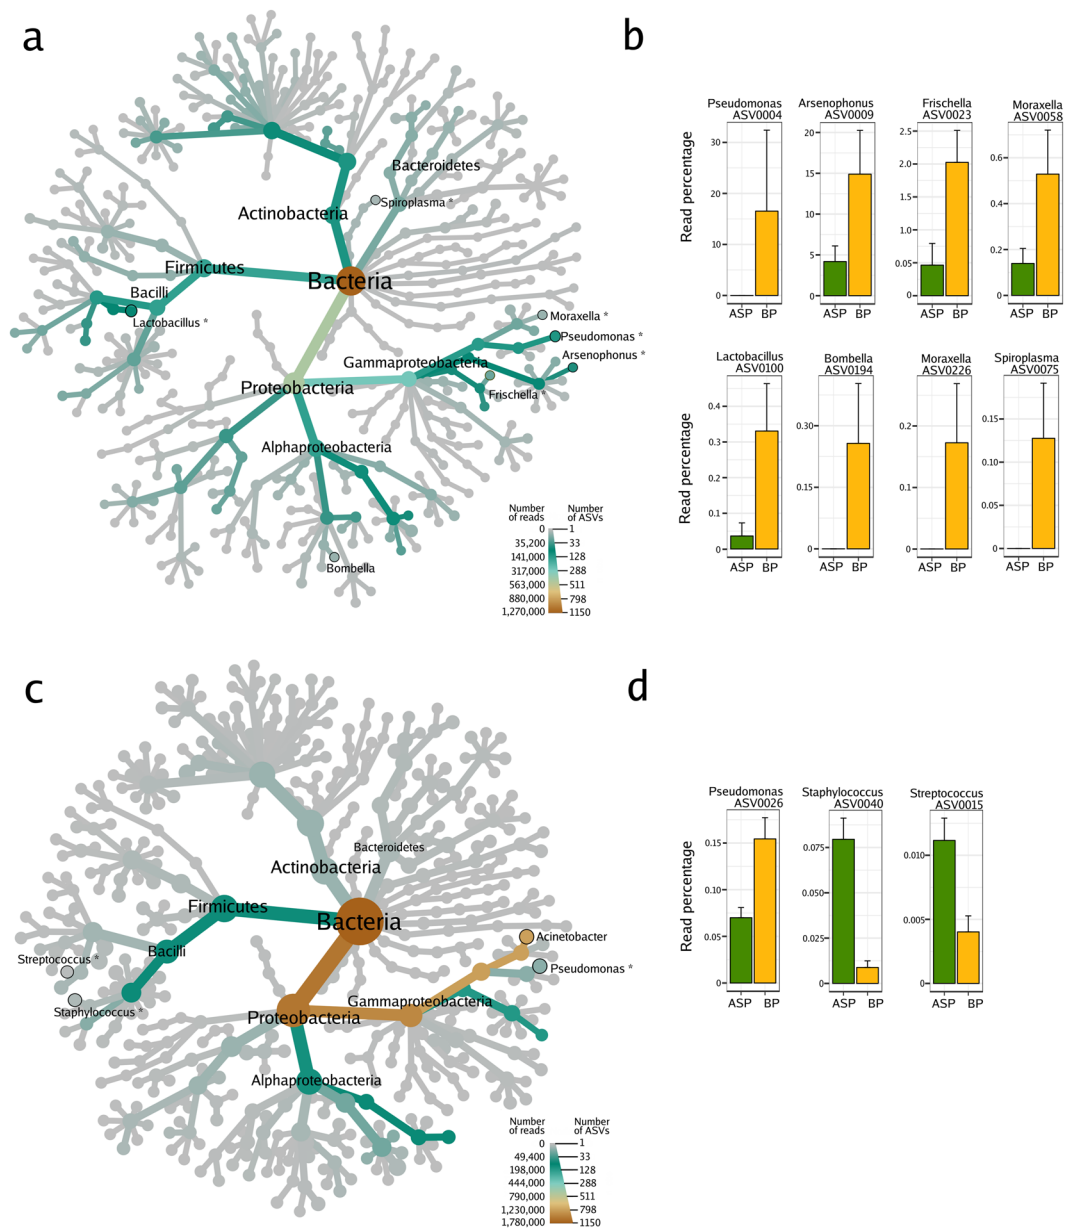 a
Bacteroidetes
Spiroplasma *
Actinobacteria
Firmicutes
Bacteria
Bacilli
Lactobacillus *
Moraxella *
Pseudomonas *
Arsenophonus *
Gammaproteobacteria
Frischella *
Proteobacteria
Alphaproteobacteria
Bombella
Number of reads
Number of ASVs
0 1
35,200 33
141,000 128
317,000 288
563,000 511
880,000 798
1,270,000 1150
b
Pseudomonas
ASV0004
Read percentage
30
20
10
0
ASP BP
Arsenophonus
ASV0009
20
15
10
5
0
ASP BP
Frischella
ASV0023
2.5
2.0
1.5
1.0
0.05
0
ASP BP
Moraxella
ASV0058
0.6
0.4
0.2
0
ASP BP
Lactobacillus
ASV0100
Read percentage
0.4
0.3
0.2
0.1
0
ASP BP
Bombella
ASV0194
0.30
0.15
0
ASP BP
Moraxella
ASV0226
0.2
0.1
0
ASP BP
Spiroplasma
ASV0075
0.15
0.10
0.05
0
ASP BP
c
Bacteroidetes
Actinobacteria
Firmicutes
Bacteria
Bacilli
Streptococcus *
Staphylococcus *
Acinetobacter
Pseudomonas *
Gammaproteobacteria
Proteobacteria
Alphaproteobacteria
Number of reads
Number of ASVs
0 1
49,400 33
198,000 128
444,000 288
790,000 511
1,230,000 798
1,780,000 1150
d
Pseudomonas
ASV0026
Read percentage
0.15
0.10
0.05
0
ASP BP
Staphylococcus
ASV0040
0.075
0.050
0.025
0
ASP BP
Streptococcus
ASV0015
0.010
0.005
0
ASP BP